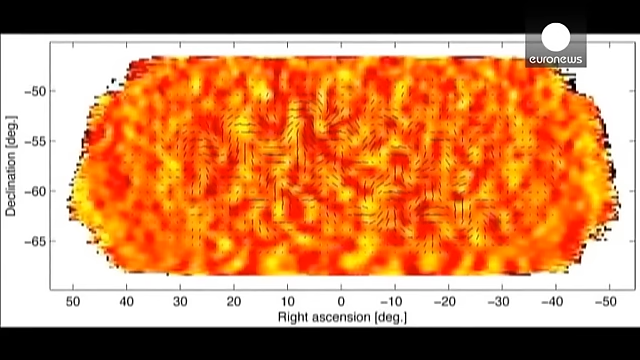 euronews
Declination [deg.]
−50
−55
−60
−65
50 40 30 20 10 0 −10 −20 −30 −40 −50
Right ascension [deg.]